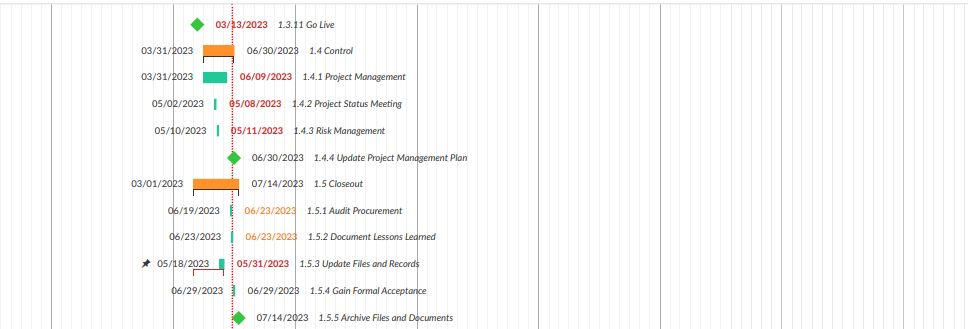 03/13/2023 1.3.11 Go Live
03/31/2023 06/30/2023 1.4 Control
03/31/2023 06/09/2023 1.4.1 Project Management
05/02/2023 05/08/2023 1.4.2 Project Status Meeting
05/10/2023 05/11/2023 1.4.3 Risk Management
06/30/2023 1.4.4 Update Project Management Plan
03/01/2023 07/14/2023 1.5 Closeout
06/19/2023 06/23/2023 1.5.1 Audit Procurement
06/23/2023 06/23/2023 1.5.2 Document Lessons Learned
05/18/2023 05/31/2023 1.5.3 Update Files and Records
06/29/2023 06/29/2023 1.5.4 Gain Formal Acceptance
07/14/2023 1.5.5 Archive Files and Documents